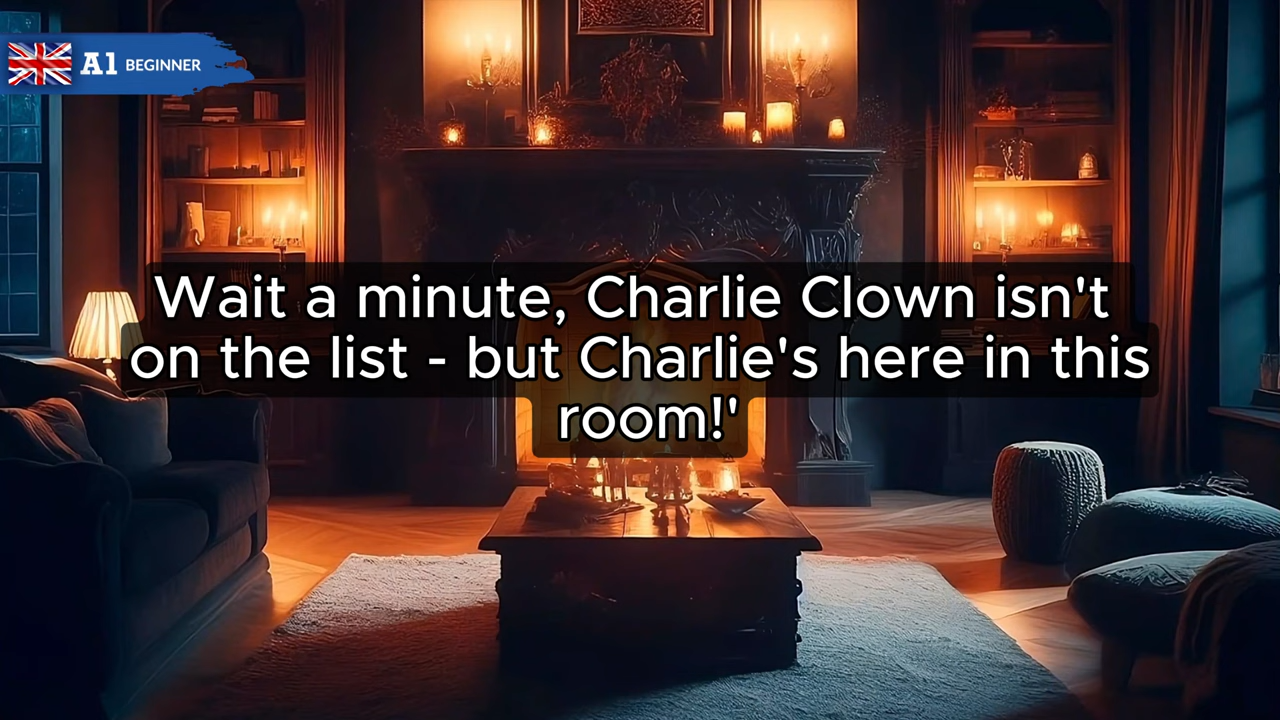 A1 BEGINNER
Wait a minute, Charlie Clown isn't
on the list - but Charlie's here in this
room!'